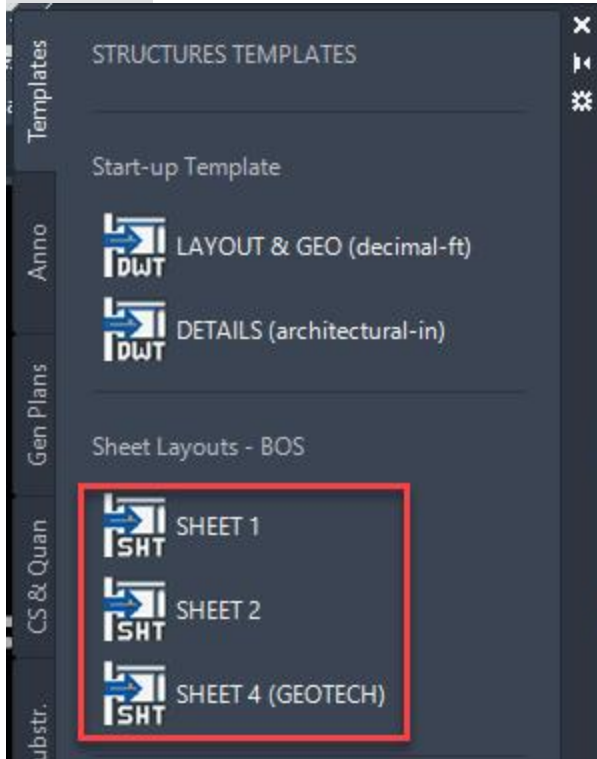 Templates
Anno
Gen Plans
CS & Quan
ubstr.
STRUCTURES TEMPLATES
Start-up Template
DWT LAYOUT & GEO (decimal-ft)
DWT DETAILS (architectural-in)
Sheet Layouts - BOS
SHT SHEET 1
SHT SHEET 2
SHT SHEET 4 (GEOTECH)